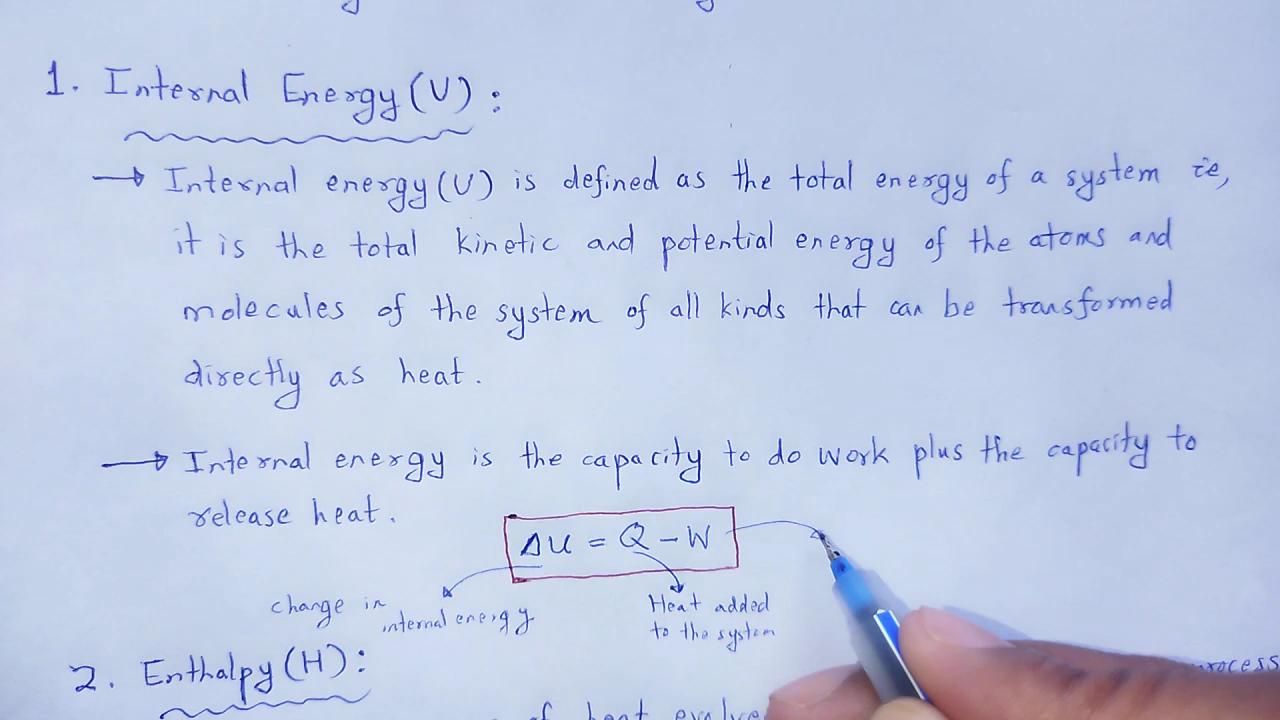 1. Internal Energy (U) :
→ Internal energy (U) is defined as the total energy of a system ie,
it is the total kinetic and potential energy of the atoms and
molecules of the system of all kinds that can be transformed
directly as heat.
→ Internal energy is the capacity to do work plus the capacity to
release heat.
ΔU = Q - W
change in
internal energy
Heat added
to the system
2. Enthalpy (H) :
process
of heat